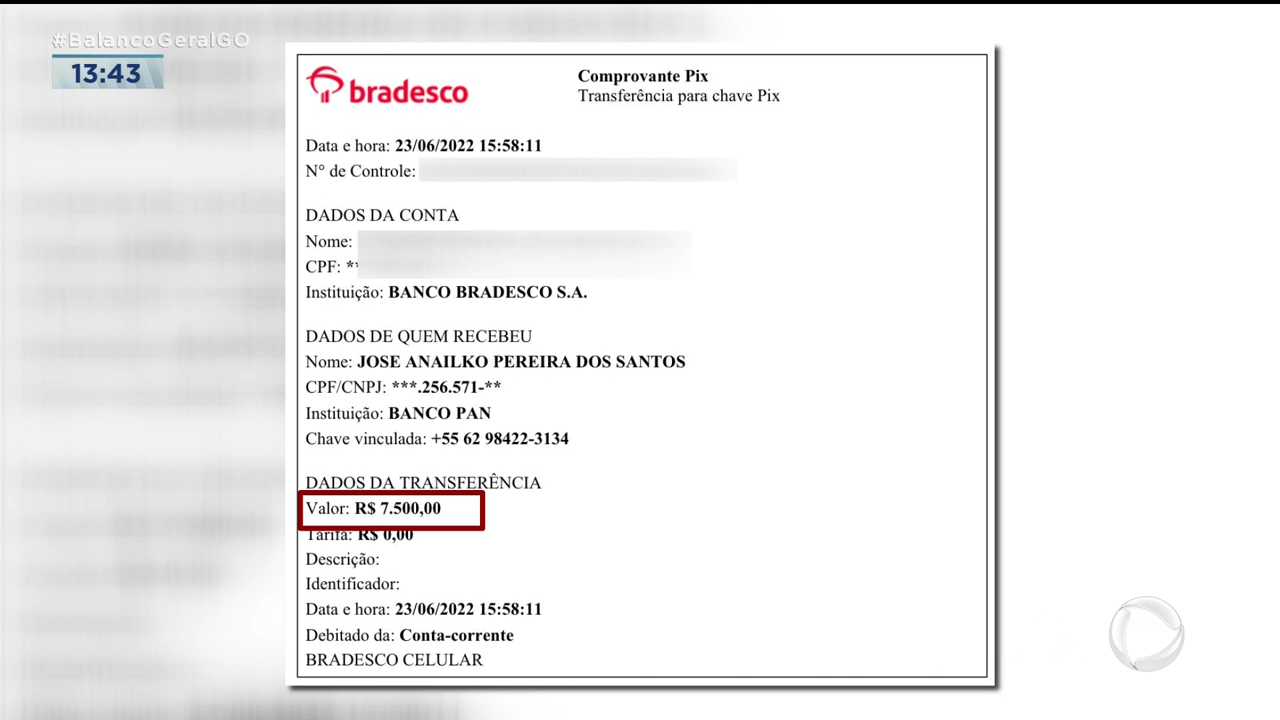 #BalancoGeralGO
13:43
bradesco
Comprovante Pix
Transferência para chave Pix
Data e hora: 23/06/2022 15:58:11
N° de Controle:
DADOS DA CONTA
Nome:
CPF: **
Instituição: BANCO BRADESCO S.A.
DADOS DE QUEM RECEBEU
Nome: JOSE ANAILKO PEREIRA DOS SANTOS
CPF/CNPJ: ***.256.571-**
Instituição: BANCO PAN
Chave vinculada: +55 62 98422-3134
DADOS DA TRANSFERÊNCIA
Valor: R$ 7.500,00
Tarifa: R$ 0,00
Descrição:
Identificador:
Data e hora: 23/06/2022 15:58:11
Debitado da: Conta-corrente
BRADESCO CELULAR